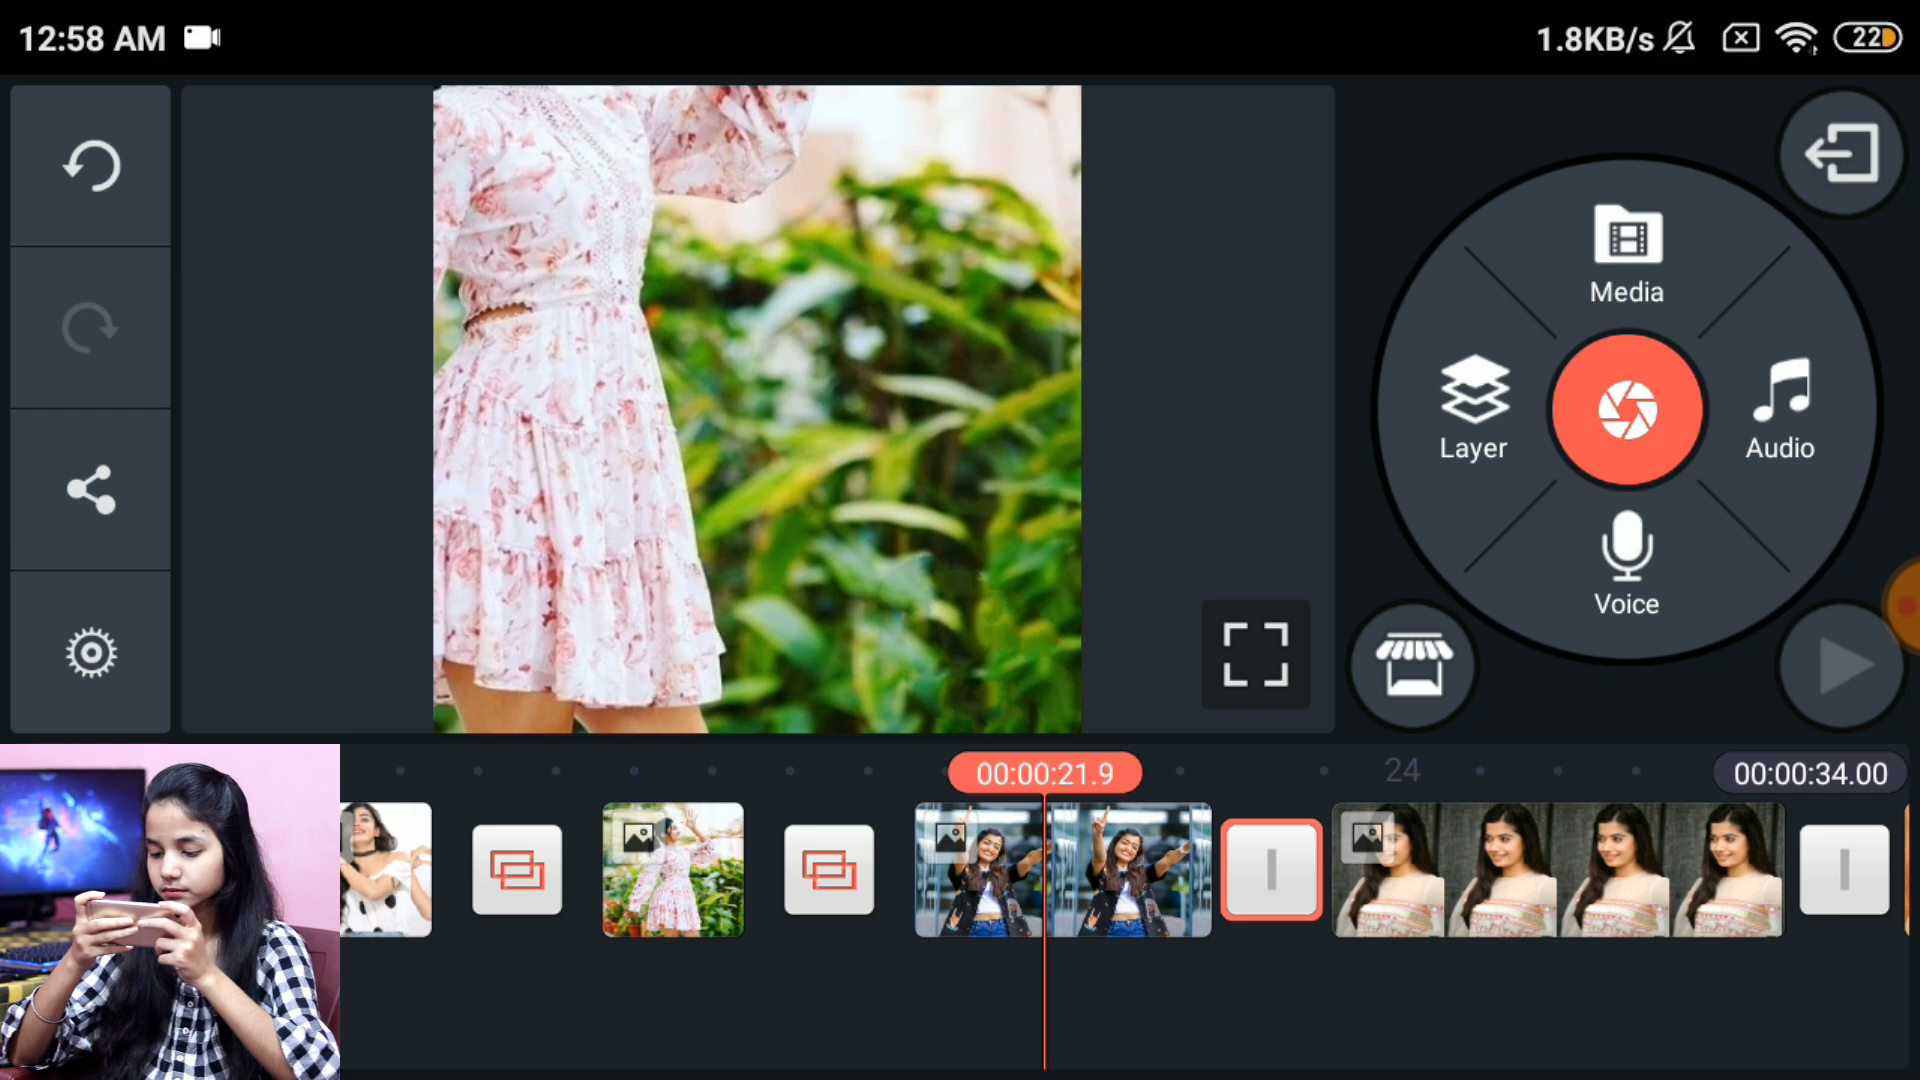 12:58 AM
1.8KB/s
22
Media
Layer
Audio
Voice
00:00:21.9
24
00:00:34.00